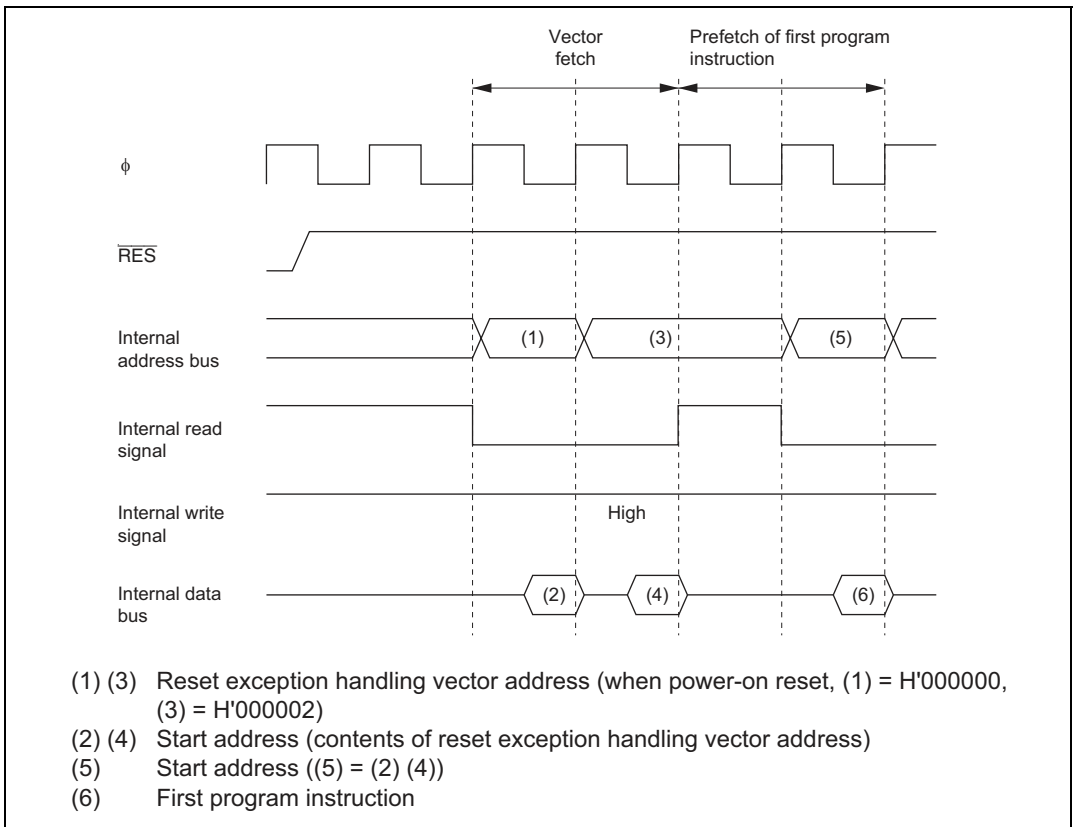 Vector
fetch
Prefetch of first program
instruction
ϕ
RES
Internal
address bus
(1)
(3)
(5)
Internal read
signal
Internal write
signal
High
Internal data
bus
(2)
(4)
(6)
(1) (3) Reset exception handling vector address (when power-on reset, (1) = H'000000,
(3) = H'000002)
(2) (4) Start address (contents of reset exception handling vector address)
(5) Start address ((5) = (2) (4))
(6) First program instruction